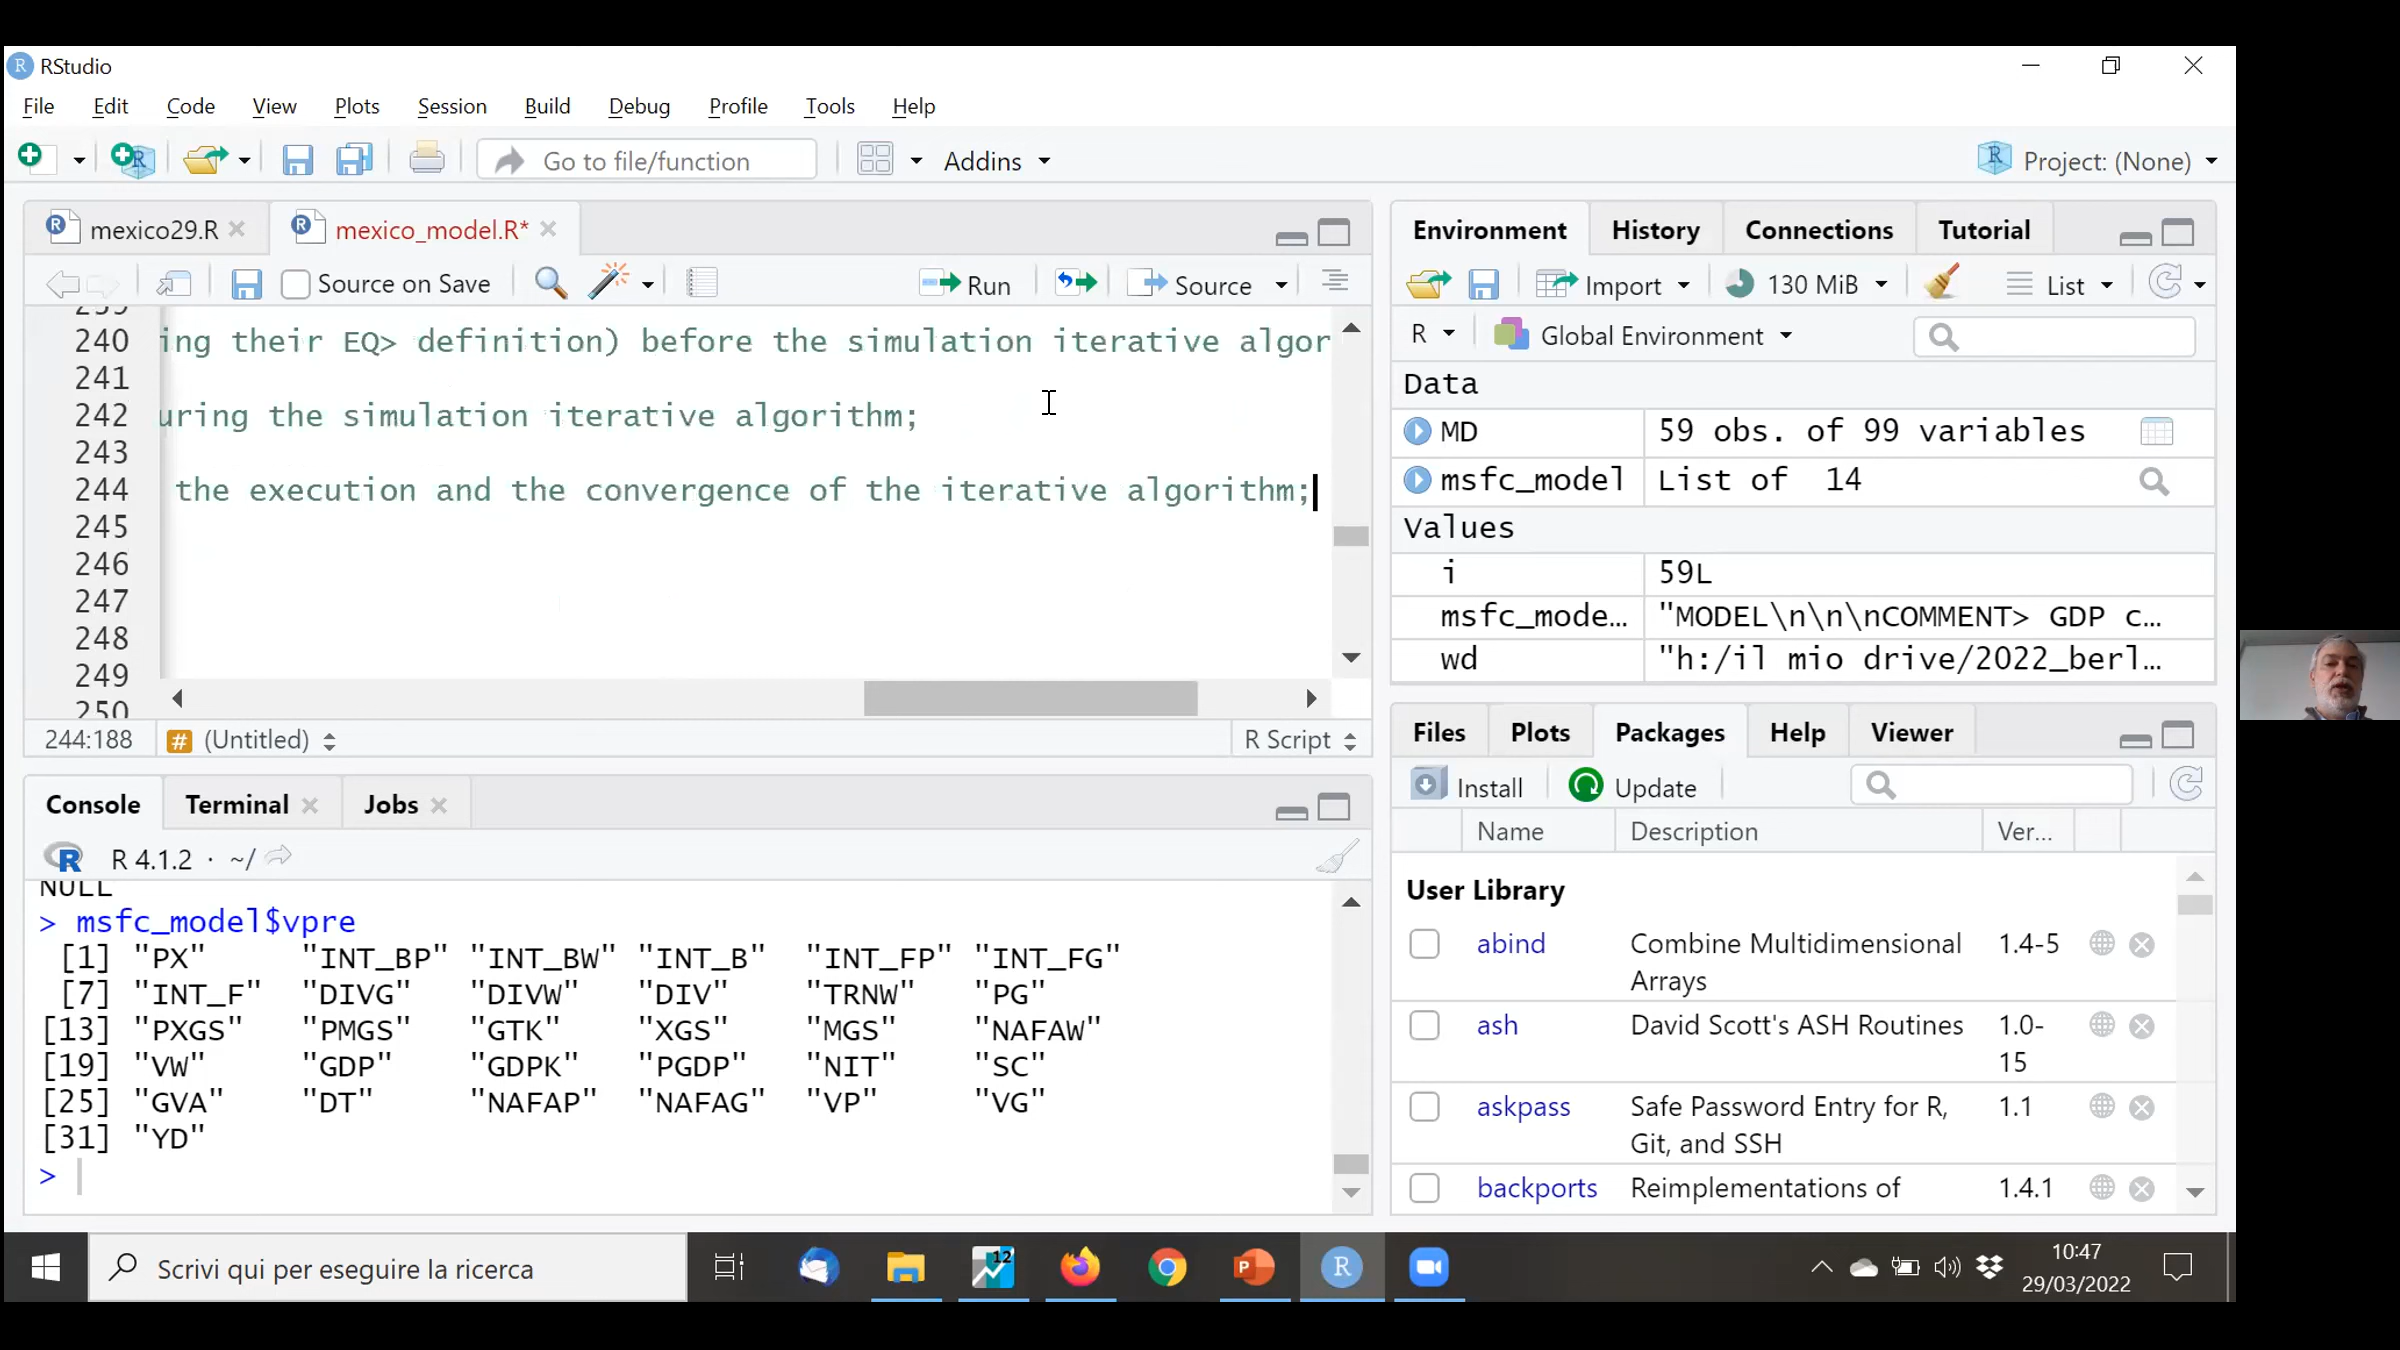 RStudio
File Edit Code View Plots Session Build Debug Profile Tools Help
Go to file/function Addins Project: (None)
mexico29.R mexico_model.R*
Source on Save Run Source
240 ing their EQ> definition) before the simulation iterative algor
241
242 uring the simulation iterative algorithm;
243
244 the execution and the convergence of the iterative algorithm;
245
246
247
248
249
250
244:188 # (Untitled) R Script
Console Terminal Jobs
R 4.1.2 · ~/
NULL
> msfc_model$vpre
[1] "PX" "INT_BP" "INT_BW" "INT_B" "INT_FP" "INT_FG"
[7] "INT_F" "DIVG" "DIVW" "DIV" "TRNW" "PG"
[13] "PXGS" "PMGS" "GTK" "XGS" "MGS" "NAFAW"
[19] "VW" "GDP" "GDPK" "PGDP" "NIT" "SC"
[25] "GVA" "DT" "NAFAP" "NAFAG" "VP" "VG"
[31] "YD"
>
Environment History Connections Tutorial
Import 130 MiB List
R Global Environment
Data
MD 59 obs. of 99 variables
msfc_model List of 14
Values
i 59L
msfc_mode… "MODEL\n\n\nCOMMENT> GDP c…
wd "h:/il mio drive/2022_berl…
Files Plots Packages Help Viewer
Install Update
Name Description Ver...
User Library
abind Combine Multidimensional 1.4-5
Arrays
ash David Scott's ASH Routines 1.0-
15
askpass Safe Password Entry for R, 1.1
Git, and SSH
backports Reimplementations of 1.4.1
Scrivi qui per eseguire la ricerca
12
10:47
29/03/2022